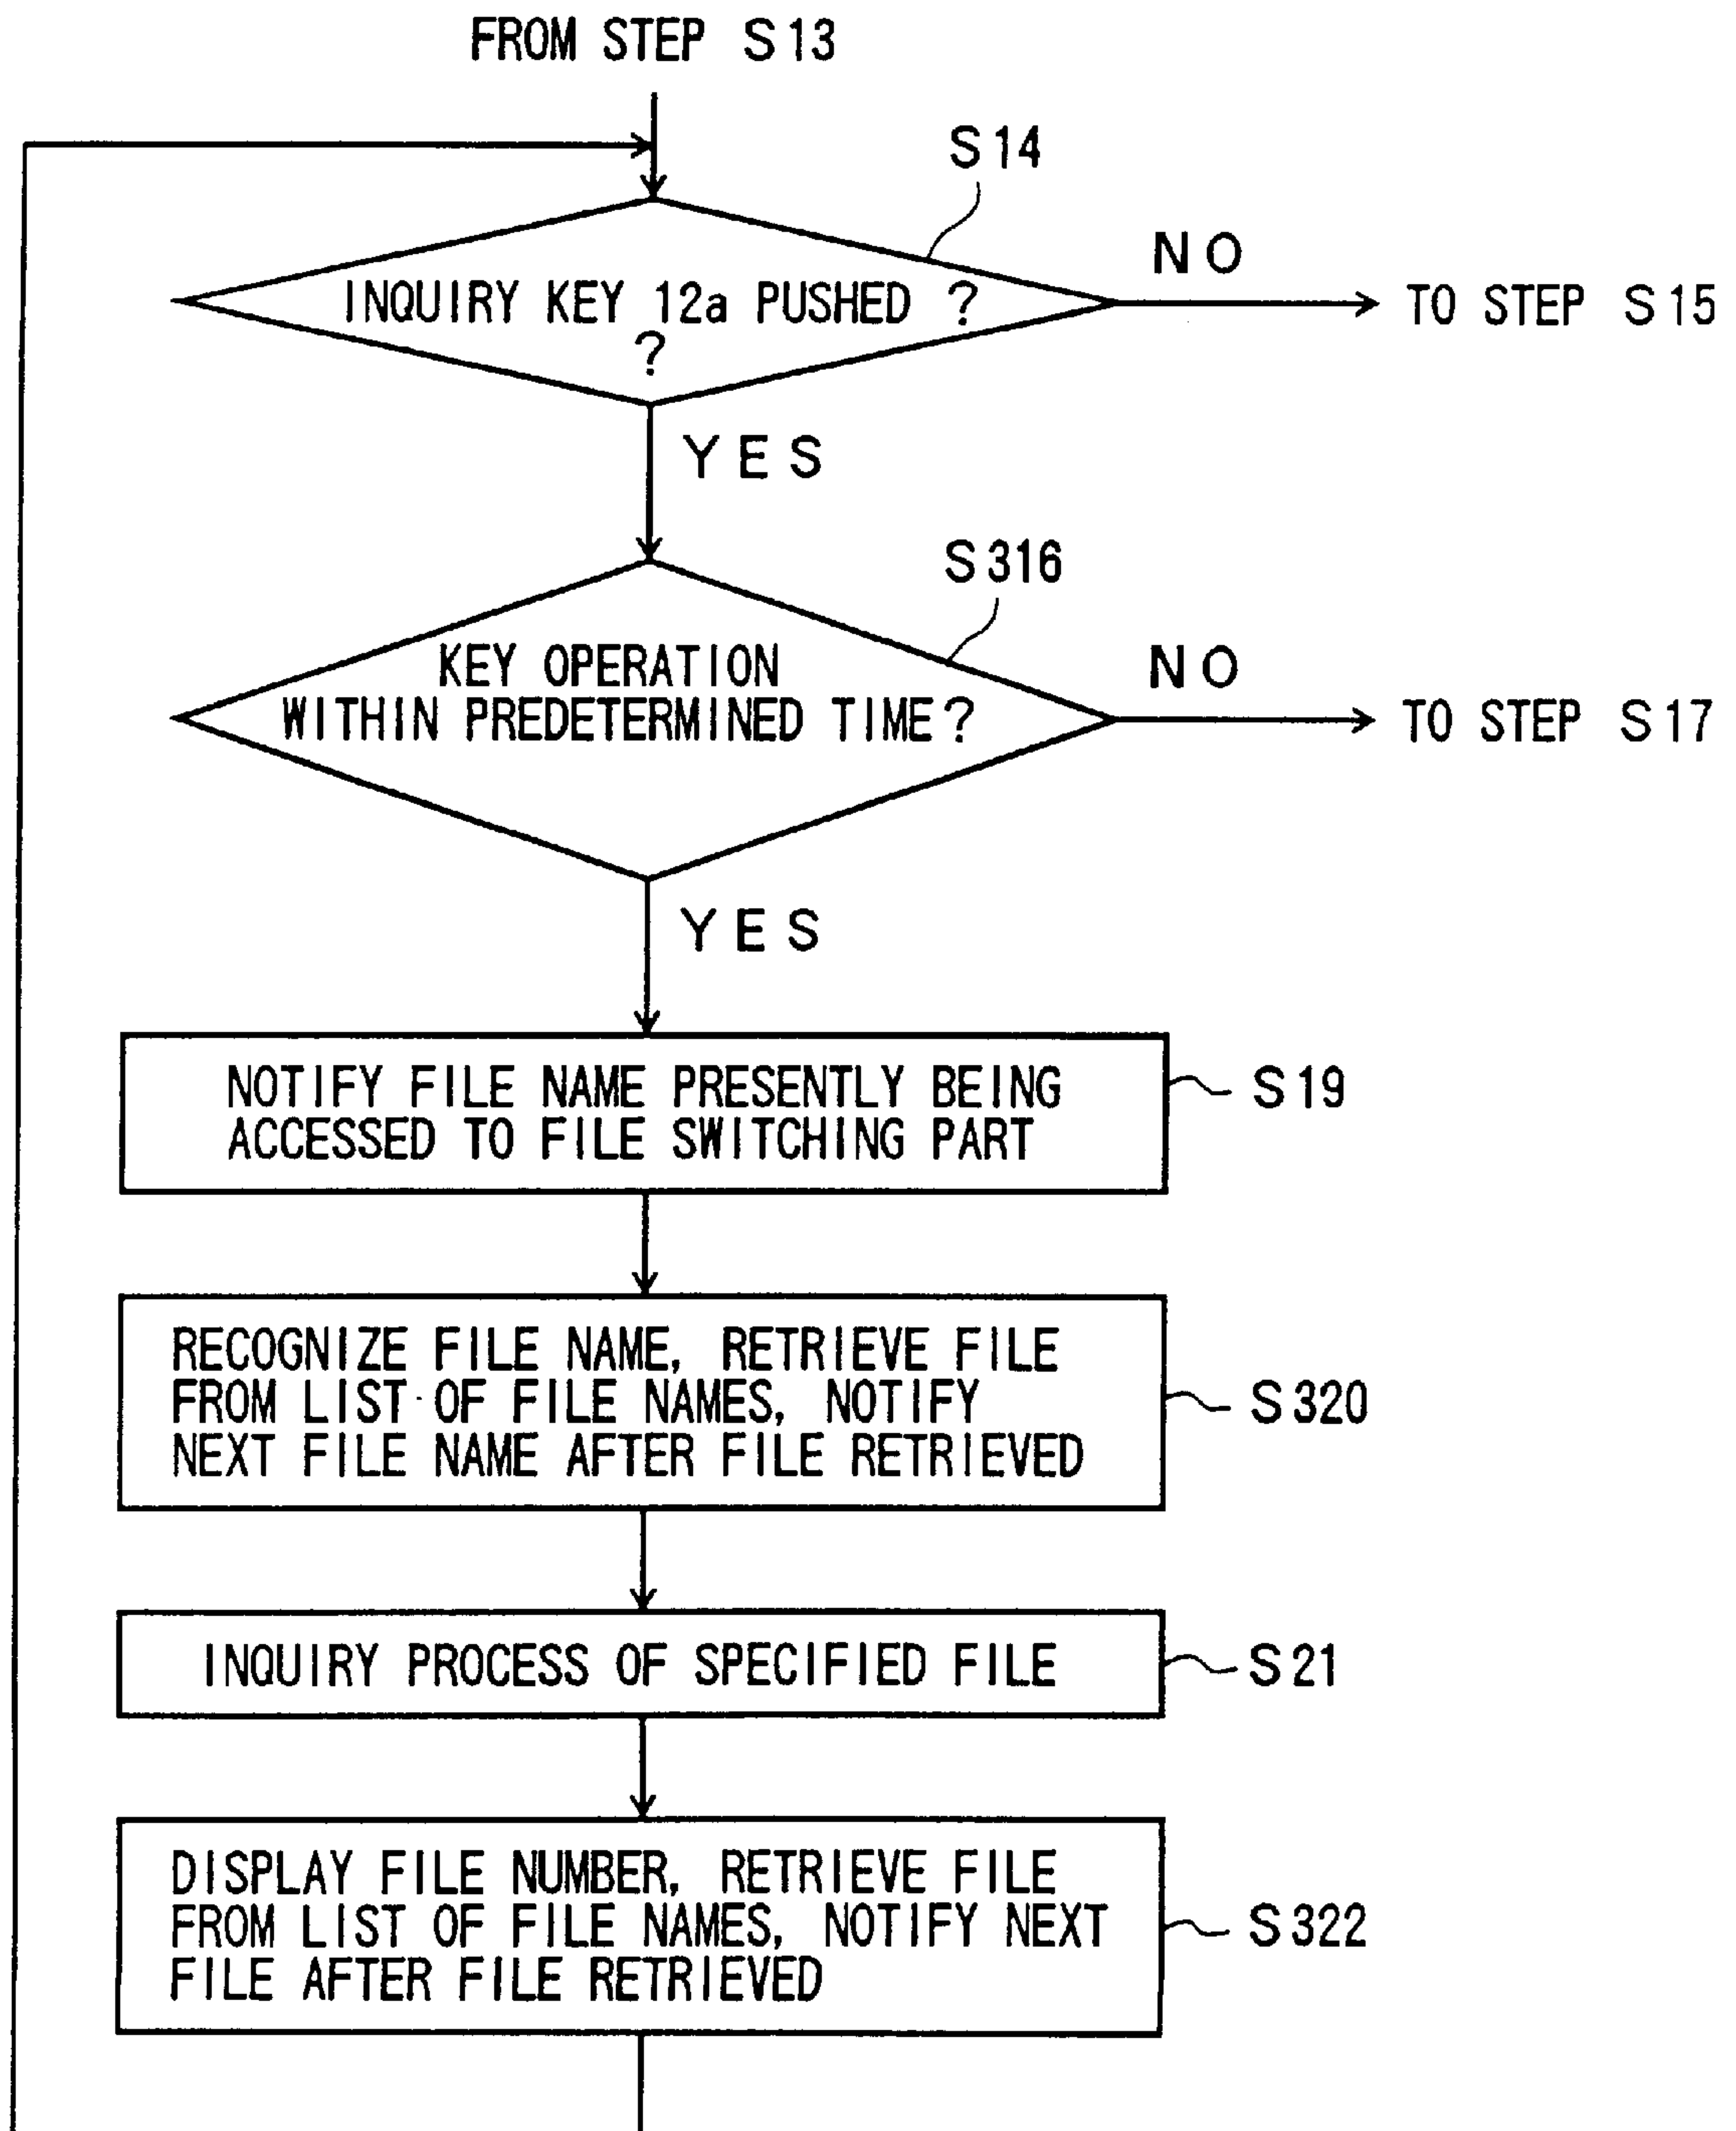 FROM STEP S13
S14
NO
INQUIRY KEY 12a PUSHED ?
?
TO STEP S15
YES
S316
NO
KEY OPERATION
WITHIN PREDETERMINED TIME?
TO STEP S17
YES
NOTIFY FILE NAME PRESENTLY BEING
ACCESSED TO FILE SWITCHING PART
S19
RECOGNIZE FILE NAME, RETRIEVE FILE
FROM LIST OF FILE NAMES, NOTIFY
NEXT FILE NAME AFTER FILE RETRIEVED
S320
INQUIRY PROCESS OF SPECIFIED FILE
S21
DISPLAY FILE NUMBER, RETRIEVE FILE
FROM LIST OF FILE NAMES, NOTIFY NEXT
FILE AFTER FILE RETRIEVED
S322